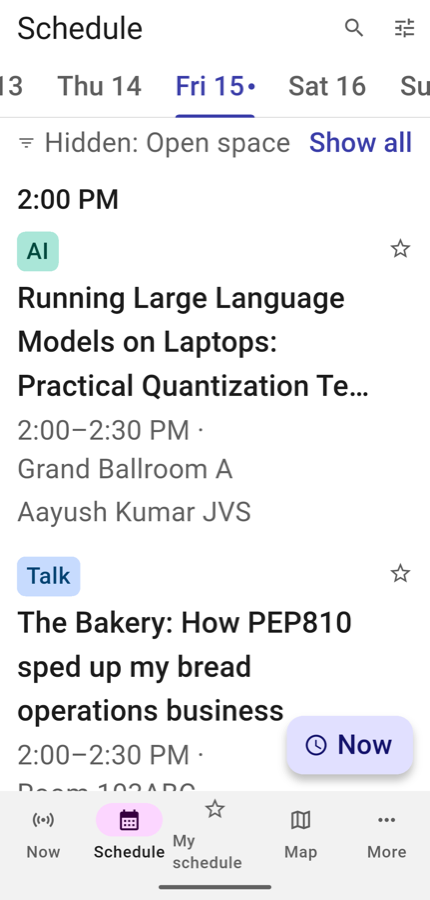 Schedule
13 Thu 14 Fri 15• Sat 16 Su
Hidden: Open space Show all
2:00 PM
AI
Running Large Language
Models on Laptops:
Practical Quantization Te…
2:00–2:30 PM ·
Grand Ballroom A
Aayush Kumar JVS
Talk
The Bakery: How PEP810
sped up my bread
operations business
2:00–2:30 PM ·
Now
Room 103ABC
Now
Schedule
My
schedule
Map
More